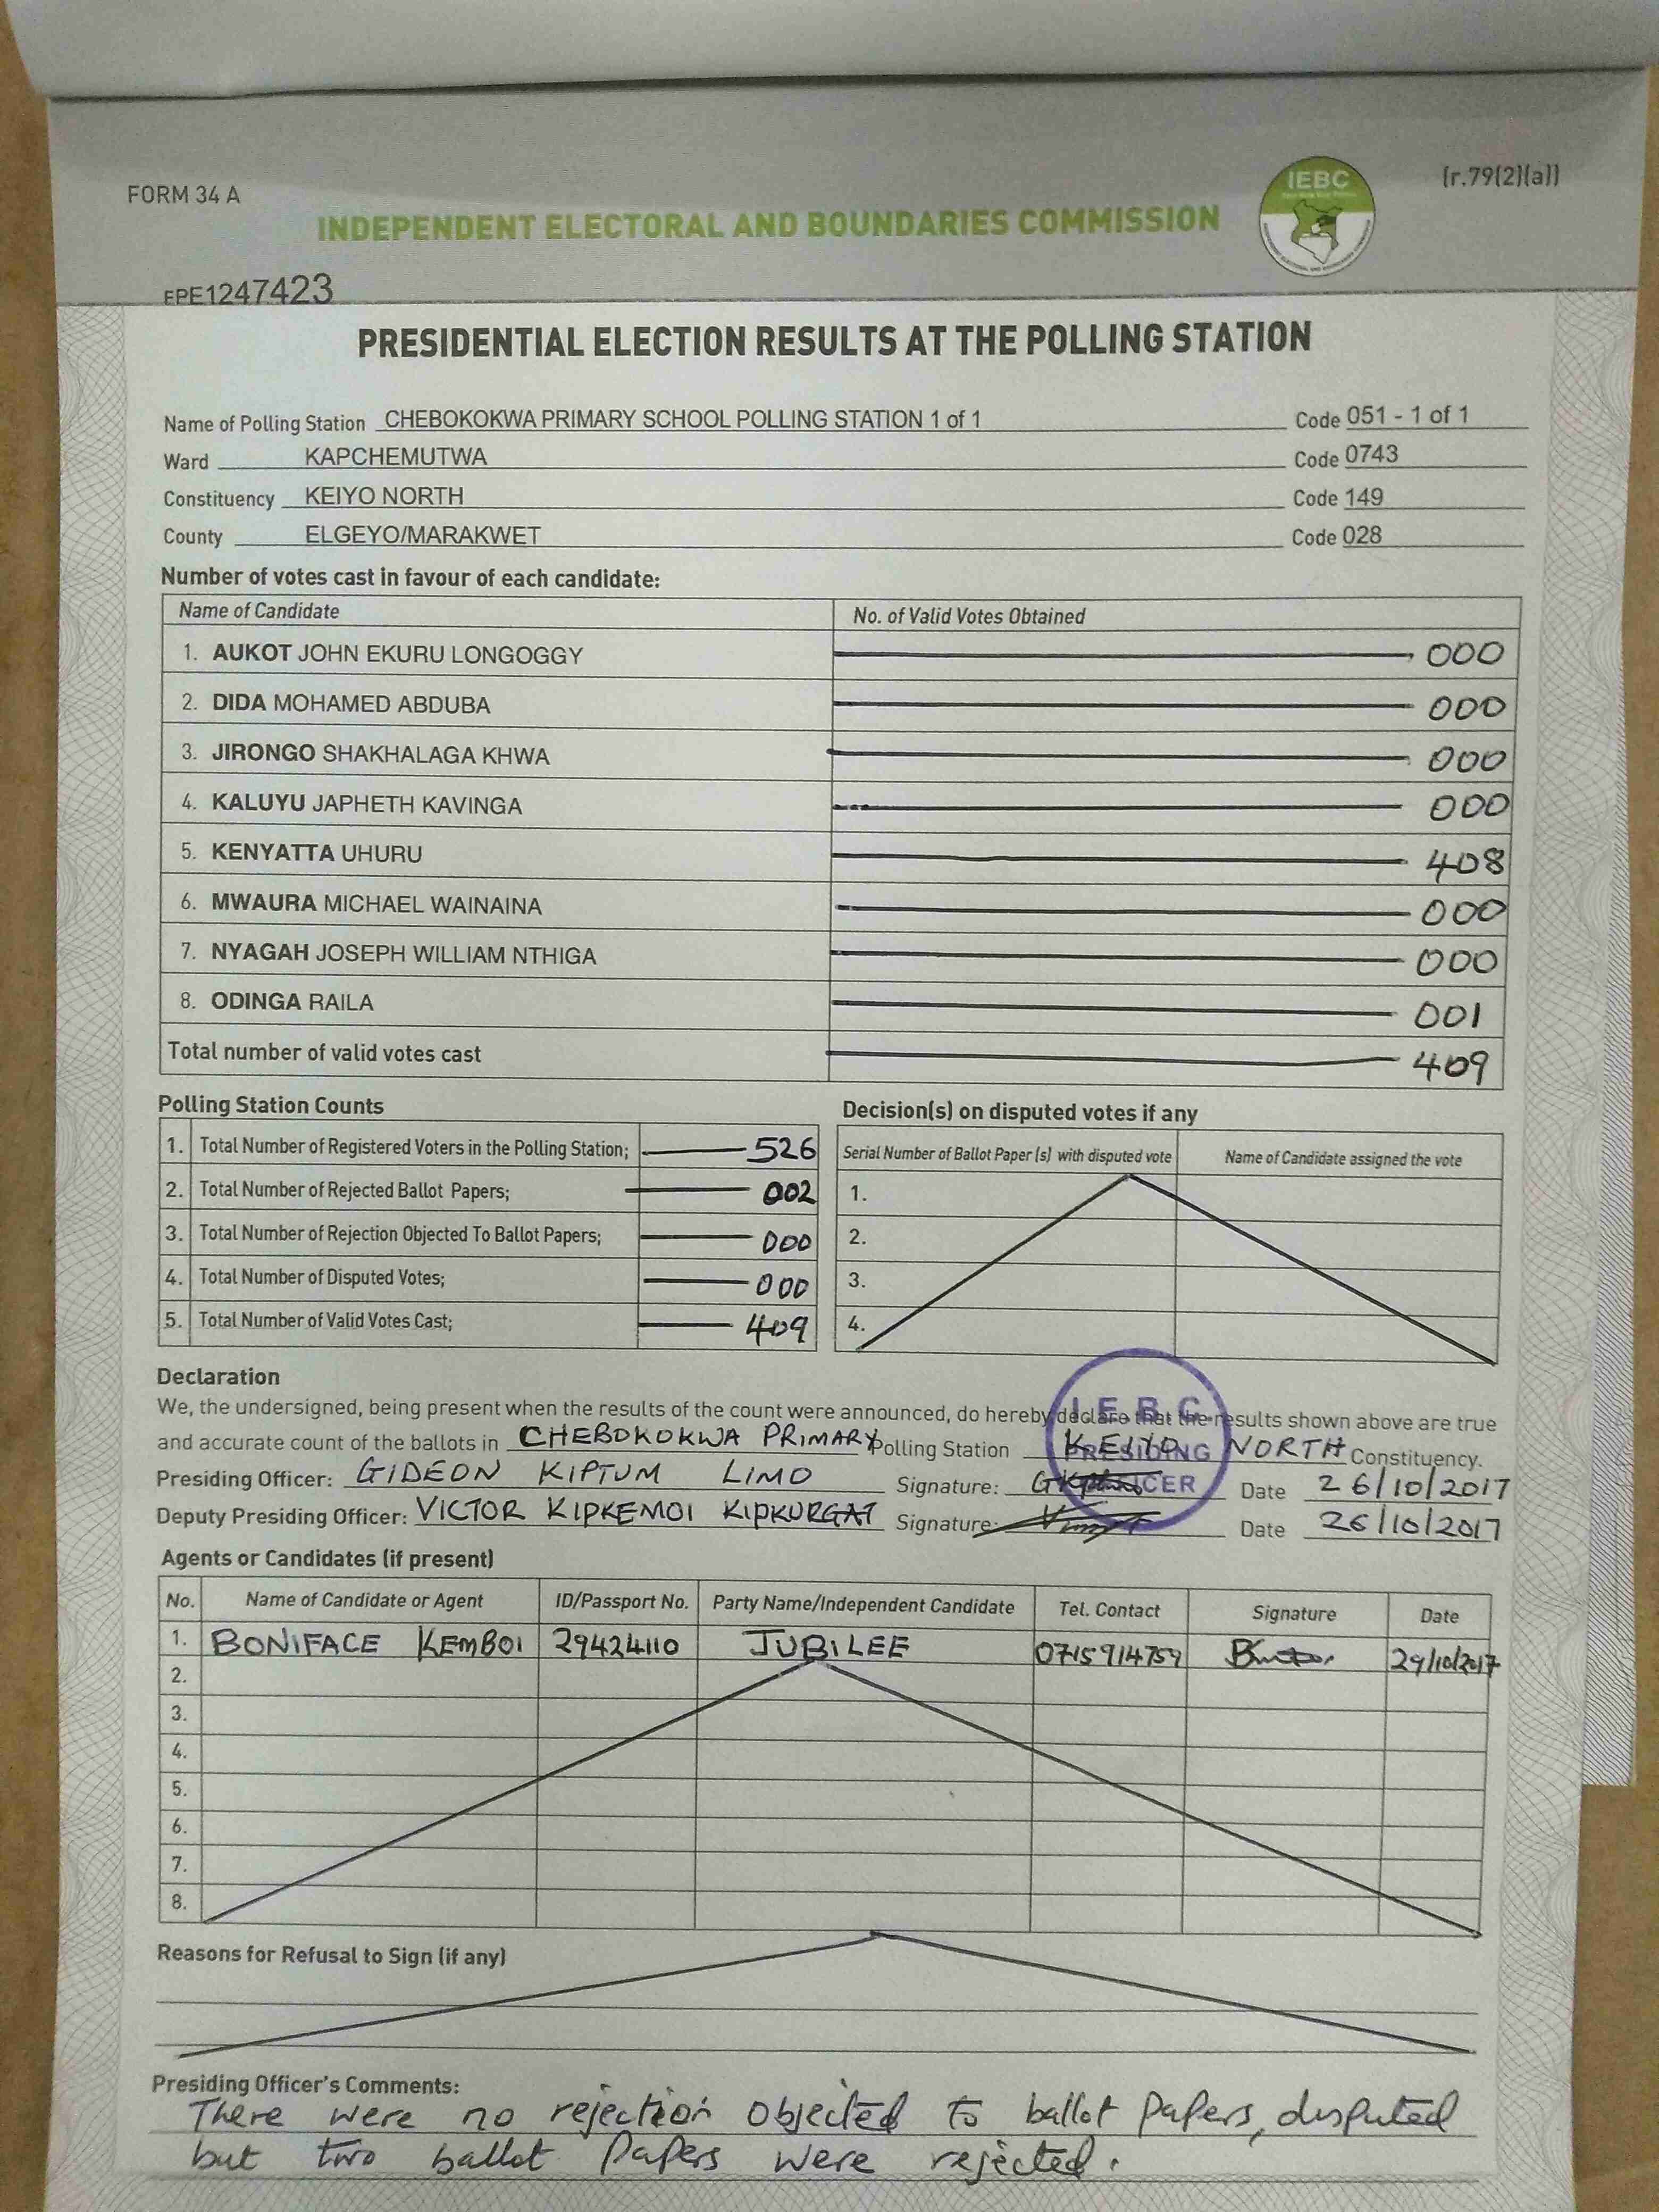 FORM 34 A
IEBC
(r.79(2)(a))
INDEPENDENT ELECTORAL AND BOUNDARIES COMMISSION
EPE1247423
PRESIDENTIAL ELECTION RESULTS AT THE POLLING STATION
Name of Polling Station CHEBOKOKWA PRIMARY SCHOOL POLLING STATION 1 of 1 Code 051 - 1 of 1
Ward KAPCHEMUTWA Code 0743
Constituency KEIYO NORTH Code 149
County ELGEYO/MARAKWET Code 028
Number of votes cast in favour of each candidate:
Name of Candidate No. of Valid Votes Obtained
1. AUKOT JOHN EKURU LONGOGGY 000
2. DIDA MOHAMED ABDUBA 000
3. JIRONGO SHAKHALAGA KHWA 000
4. KALUYU JAPHETH KAVINGA 000
5. KENYATTA UHURU 408
6. MWAURA MICHAEL WAINAINA 000
7. NYAGAH JOSEPH WILLIAM NTHIGA 000
8. ODINGA RAILA 001
Total number of valid votes cast 409
Polling Station Counts
1. Total Number of Registered Voters in the Polling Station; 526
2. Total Number of Rejected Ballot Papers; 002
3. Total Number of Rejection Objected To Ballot Papers; 000
4. Total Number of Disputed Votes; 000
5. Total Number of Valid Votes Cast; 409
Decision(s) on disputed votes if any
Serial Number of Ballot Paper (s) with disputed vote Name of Candidate assigned the vote
1.
2.
3.
4.
Declaration
We, the undersigned, being present when the results of the count were announced, do hereby declare that the results shown above are true
and accurate count of the ballots in CHEBOKOKWA PRIMARY Polling Station KEIYO NORTH Constituency.
I.E.B.C.
PRESIDING
Presiding Officer: GIDEON KIPTUM LIMO Signature: Date 26/10/2017
Deputy Presiding Officer: VICTOR KIPKEMOI KIPKURGAT Signature: Date 26/10/2017
Agents or Candidates (if present)
No. Name of Candidate or Agent ID/Passport No. Party Name/Independent Candidate Tel. Contact Signature Date
1. BONIFACE KEMBOI 29424110 JUBILEE 0715914759 29/10/2017
2.
3.
4.
5.
6.
7.
8.
Reasons for Refusal to Sign (if any)
Presiding Officer's Comments:
There were no rejection objected to ballot papers, disputed
but two ballot papers were rejected.